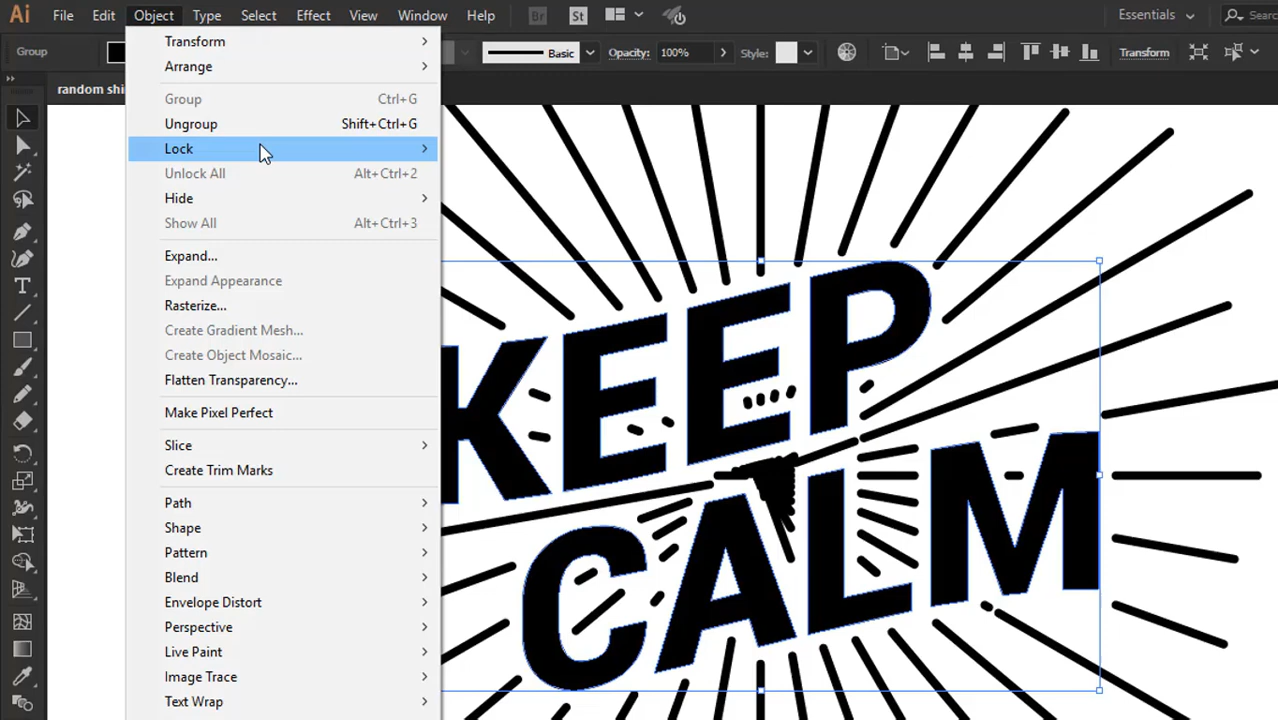 Ai File Edit Object Type Select Effect View Window Help Br St Essentials
Group Basic Opacity: 100% Style: Transform
random shi
Transform
Arrange
Group Ctrl+G
Ungroup Shift+Ctrl+G
Lock
Unlock All Alt+Ctrl+2
Hide
Show All Alt+Ctrl+3
Expand...
Expand Appearance
Rasterize...
Create Gradient Mesh...
Create Object Mosaic...
Flatten Transparency...
Make Pixel Perfect
Slice
Create Trim Marks
Path
Shape
Pattern
Blend
Envelope Distort
Perspective
Live Paint
Image Trace
Text Wrap
KEEP
CALM